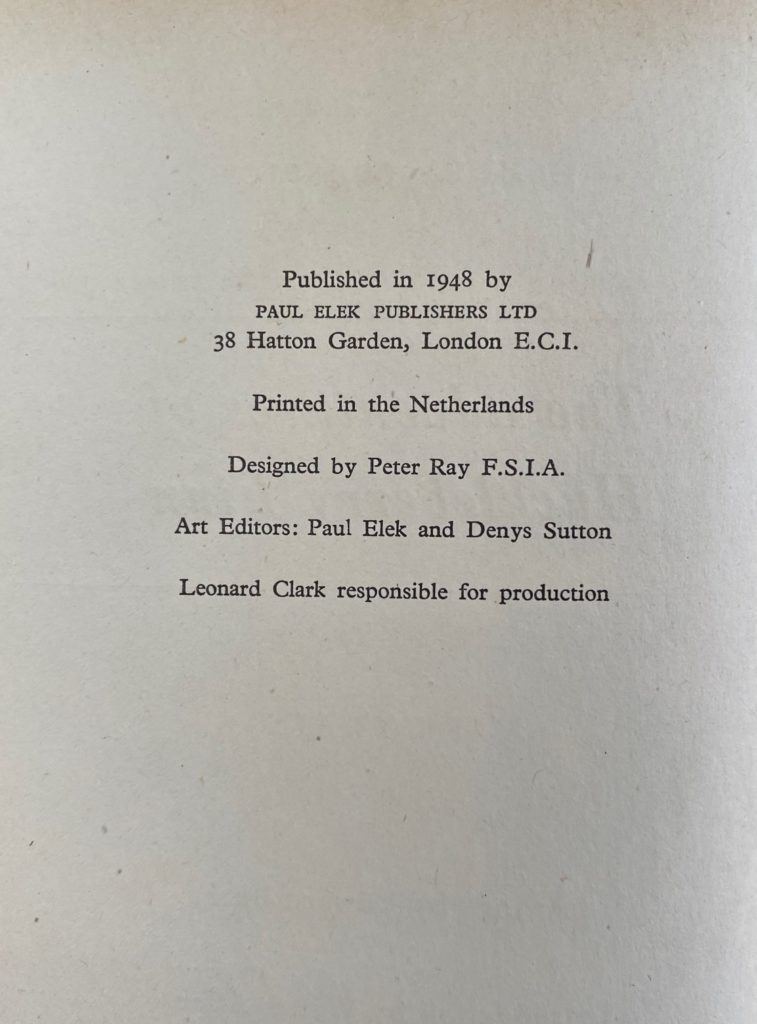 Published in 1948 by
PAUL ELEK PUBLISHERS LTD
38 Hatton Garden, London E.C.I.
Printed in the Netherlands
Designed by Peter Ray F.S.I.A.
Art Editors: Paul Elek and Denys Sutton
Leonard Clark responsible for production